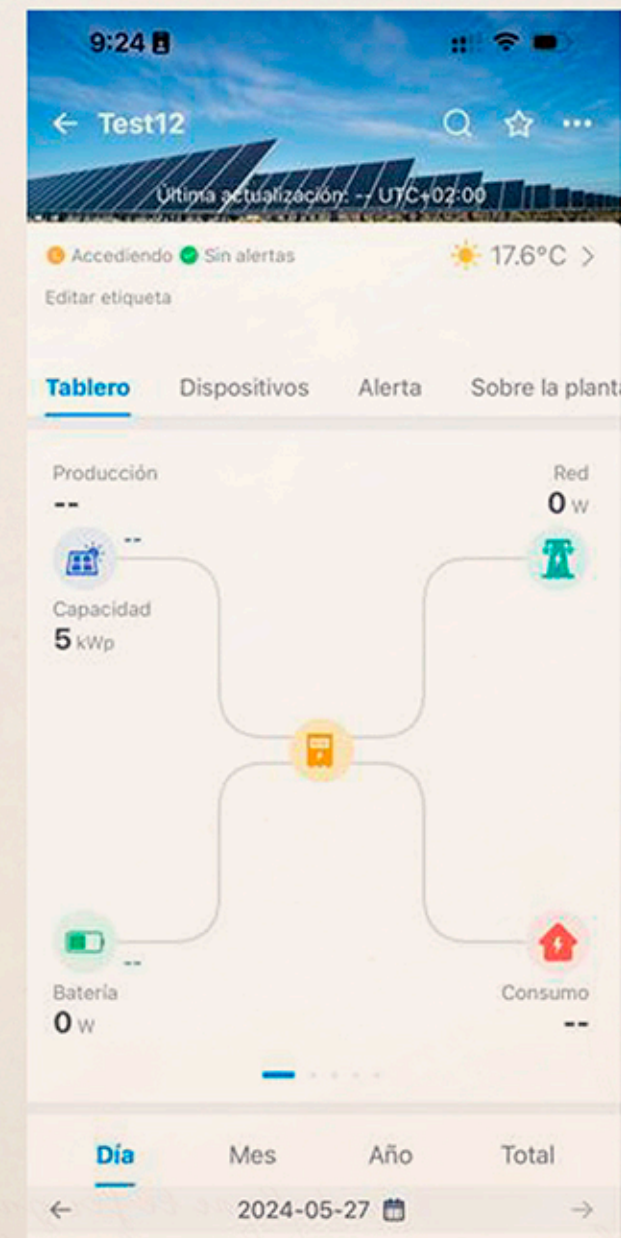 9:24
Test12
Última actualización: -- UTC+02:00
Accediendo Sin alertas 17.6°C
Editar etiqueta
Tablero Dispositivos Alerta Sobre la planta
Producción Red
-- 0 W
--
Capacidad
5 kWp
--
Batería Consumo
0 W --
Día Mes Año Total
2024-05-27